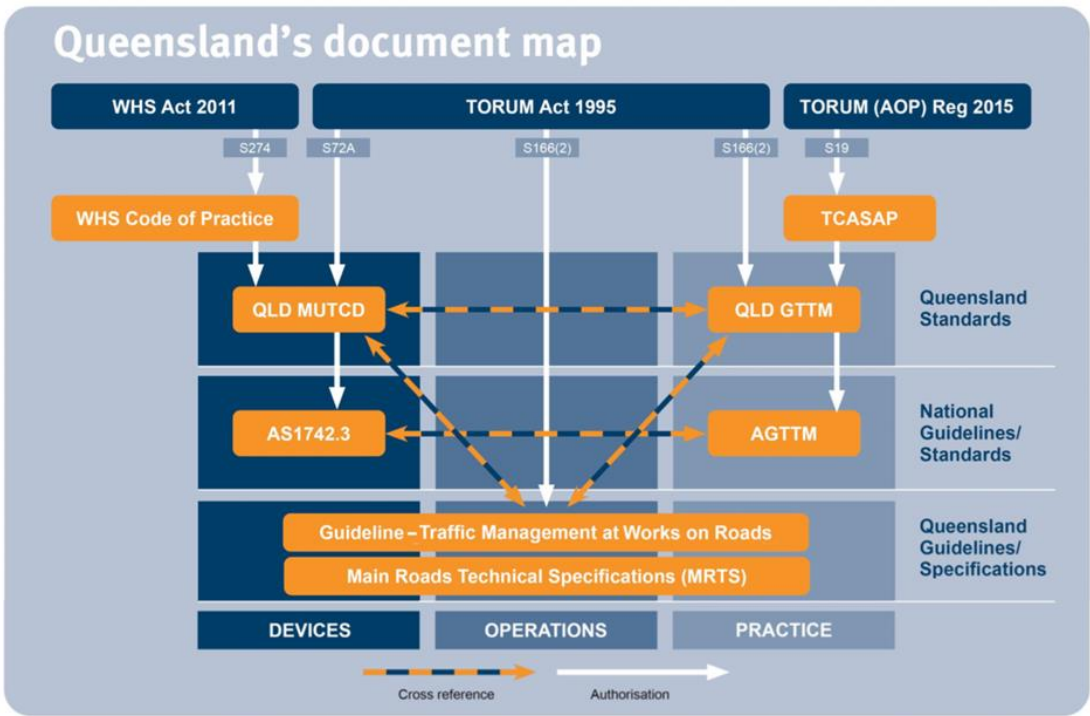 Queensland's document map
WHS Act 2011
TORUM Act 1995
TORUM (AOP) Reg 2015
S274
S72A
S166(2)
S166(2)
S19
WHS Code of Practice
TCASAP
QLD MUTCD
QLD GTTM
Queensland
Standards
AS1742.3
AGTTM
National
Guidelines/
Standards
Guideline – Traffic Management at Works on Roads
Main Roads Technical Specifications (MRTS)
Queensland
Guidelines/
Specifications
DEVICES
OPERATIONS
PRACTICE
Cross reference
Authorisation